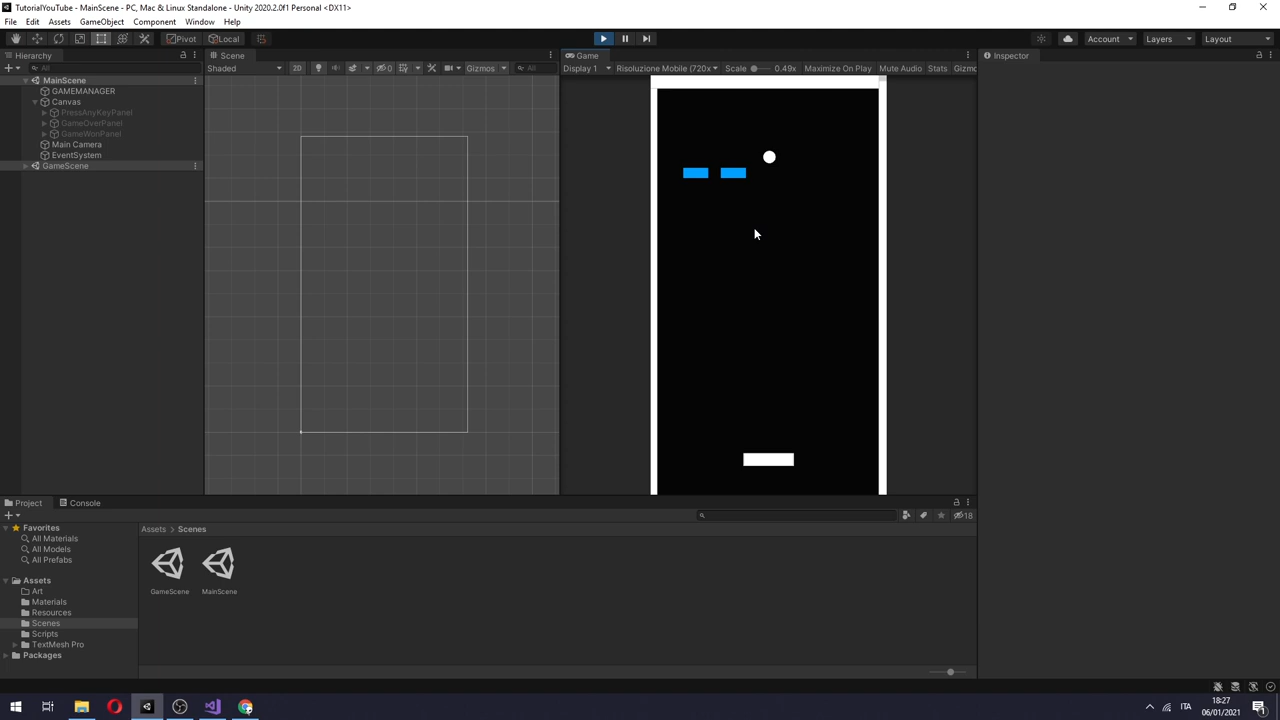 TutorialYouTube - MainScene - PC, Mac & Linux Standalone - Unity 2020.2.0f1 Personal <DX11>
File Edit Assets GameObject Component Window Help
Pivot Local Account Layers Layout
Hierarchy
All
MainScene
GAMEMANAGER
Canvas
PressAnyKeyPanel
GameOverPanel
GameWonPanel
Main Camera
EventSystem
GameScene
Scene
Shaded 2D 0 Gizmos All
Game
Display 1 Risoluzione Mobile (720x Scale 0.49x Maximize On Play Mute Audio Stats Gizmo
Inspector
Project Console
18
Favorites
All Materials
All Models
All Prefabs
Assets
Art
Materials
Resources
Scenes
Scripts
TextMesh Pro
Packages
Assets > Scenes
GameScene MainScene
ITA
18:27
06/01/2021
1